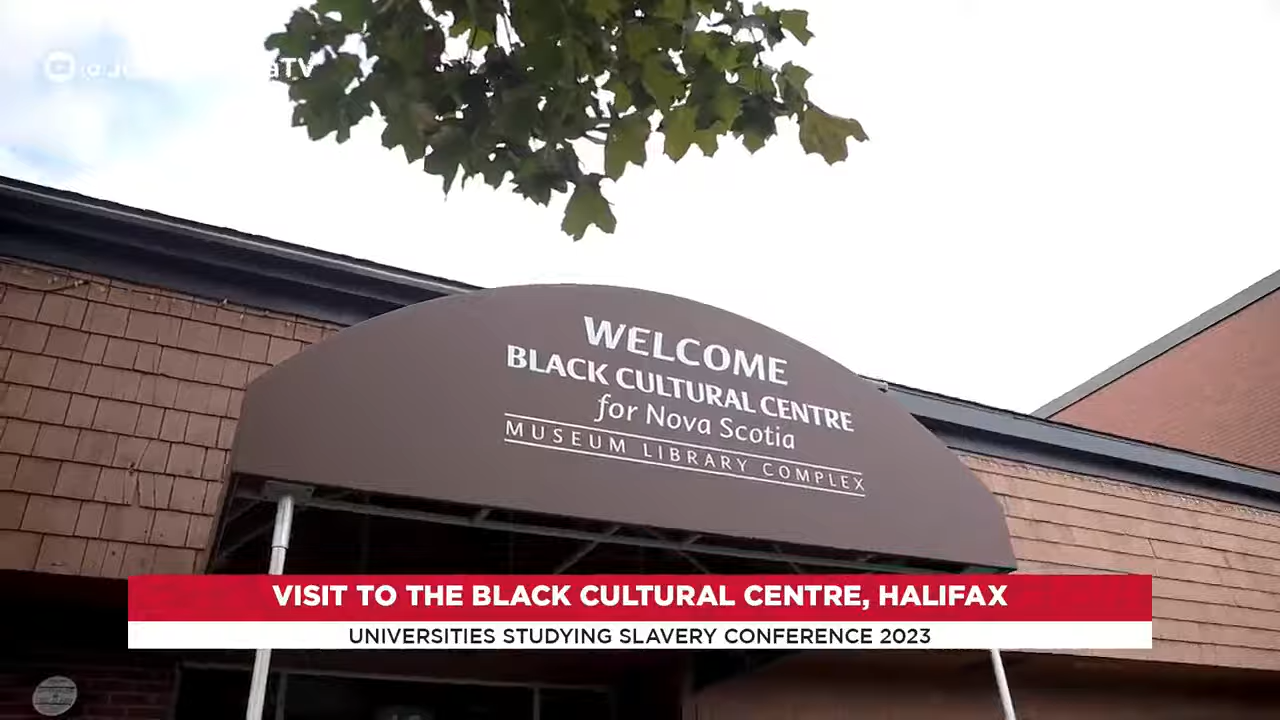 WELCOME
BLACK CULTURAL CENTRE
for Nova Scotia
MUSEUM LIBRARY COMPLEX
VISIT TO THE BLACK CULTURAL CENTRE, HALIFAX
UNIVERSITIES STUDYING SLAVERY CONFERENCE 2023